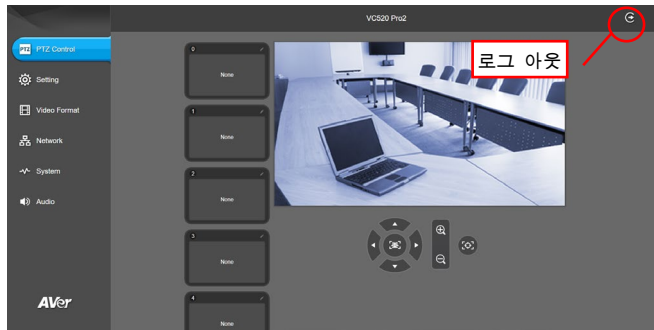 VC520 Pro2
로그 아웃
PTZ PTZ Control
Setting
Video Format
Network
System
Audio
0
None
1
None
2
None
3
None
4
None
AVer